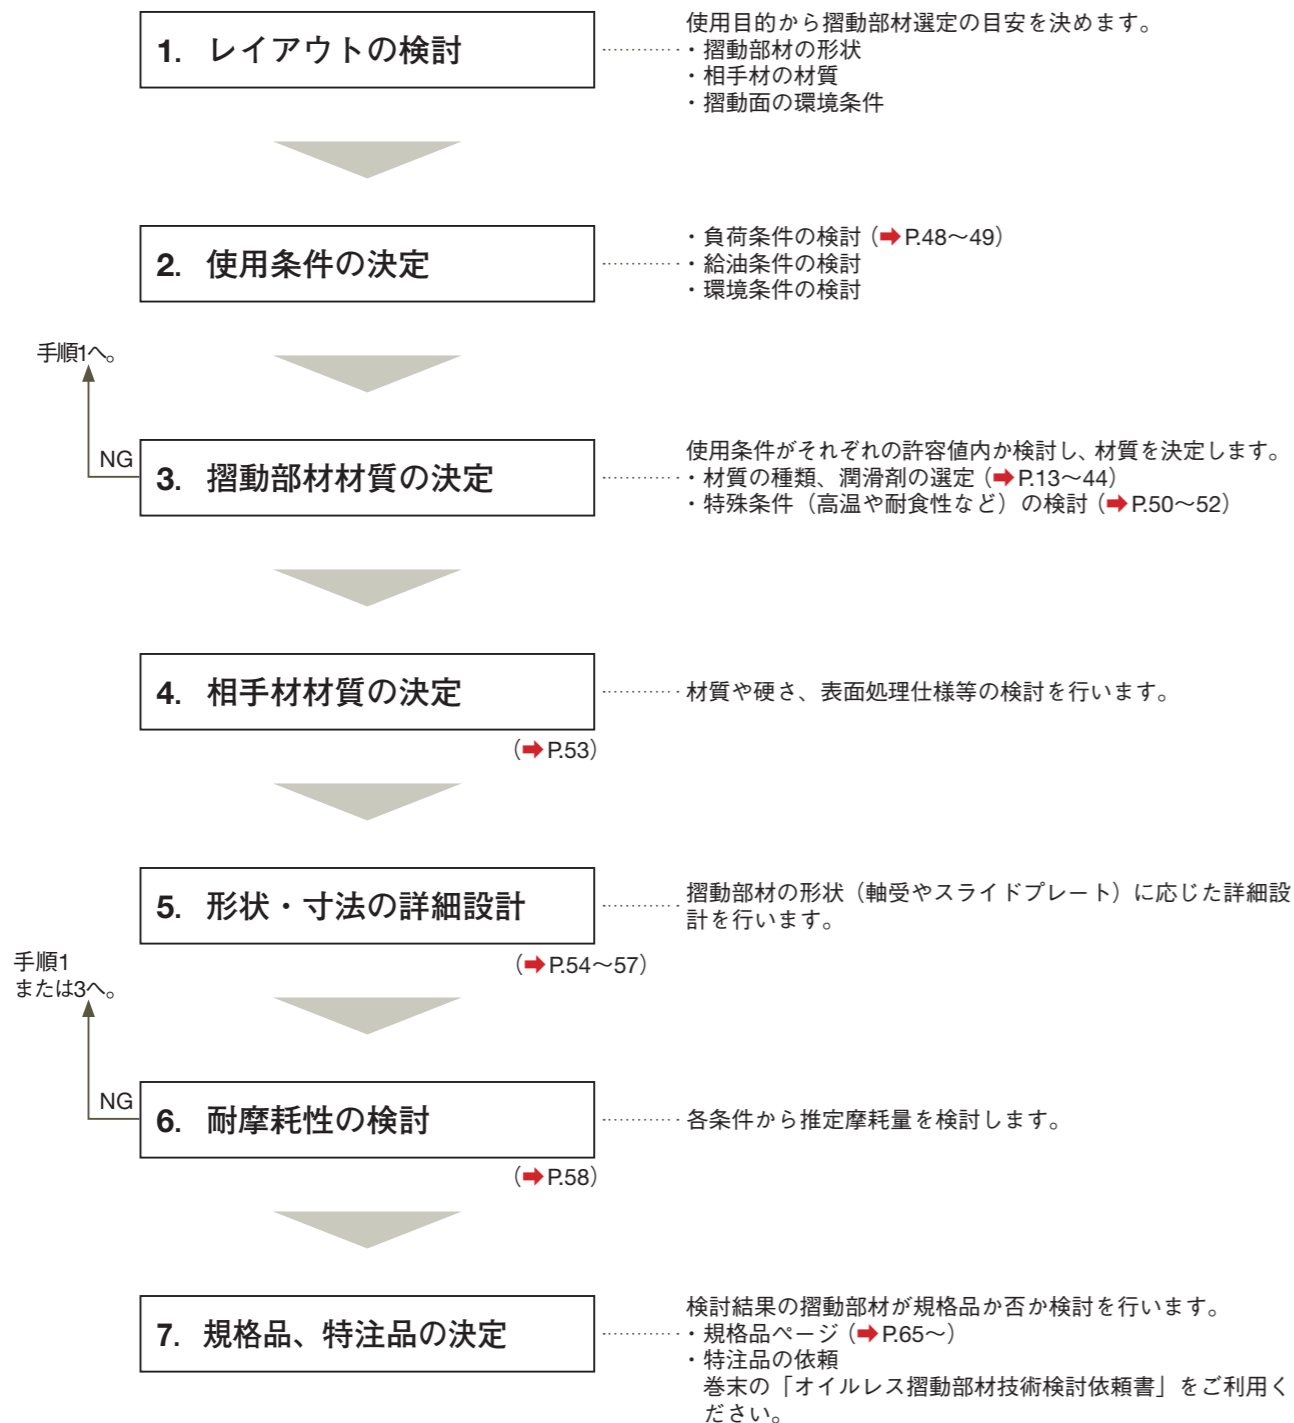 1. レイアウトの検討
使用目的から摺動部材選定の目安を決めます。
・摺動部材の形状
・相手材の材質
・摺動面の環境条件
2. 使用条件の決定
・負荷条件の検討（➡P.48〜49）
・給油条件の検討
・環境条件の検討
手順1へ。
NG
3. 摺動部材材質の決定
使用条件がそれぞれの許容値内か検討し、材質を決定します。
・材質の種類、潤滑剤の選定（➡P.13〜44）
・特殊条件（高温や耐食性など）の検討（➡P.50〜52）
4. 相手材材質の決定
材質や硬さ、表面処理仕様等の検討を行います。
（➡P.53）
5. 形状・寸法の詳細設計
摺動部材の形状（軸受やスライドプレート）に応じた詳細設
計を行います。
（➡P.54〜57）
手順1
または3へ。
NG
6. 耐摩耗性の検討
各条件から推定摩耗量を検討します。
（➡P.58）
7. 規格品、特注品の決定
検討結果の摺動部材が規格品か否か検討を行います。
・規格品ページ（➡P.65〜）
・特注品の依頼
巻末の「オイルレス摺動部材技術検討依頼書」をご利用く
ださい。